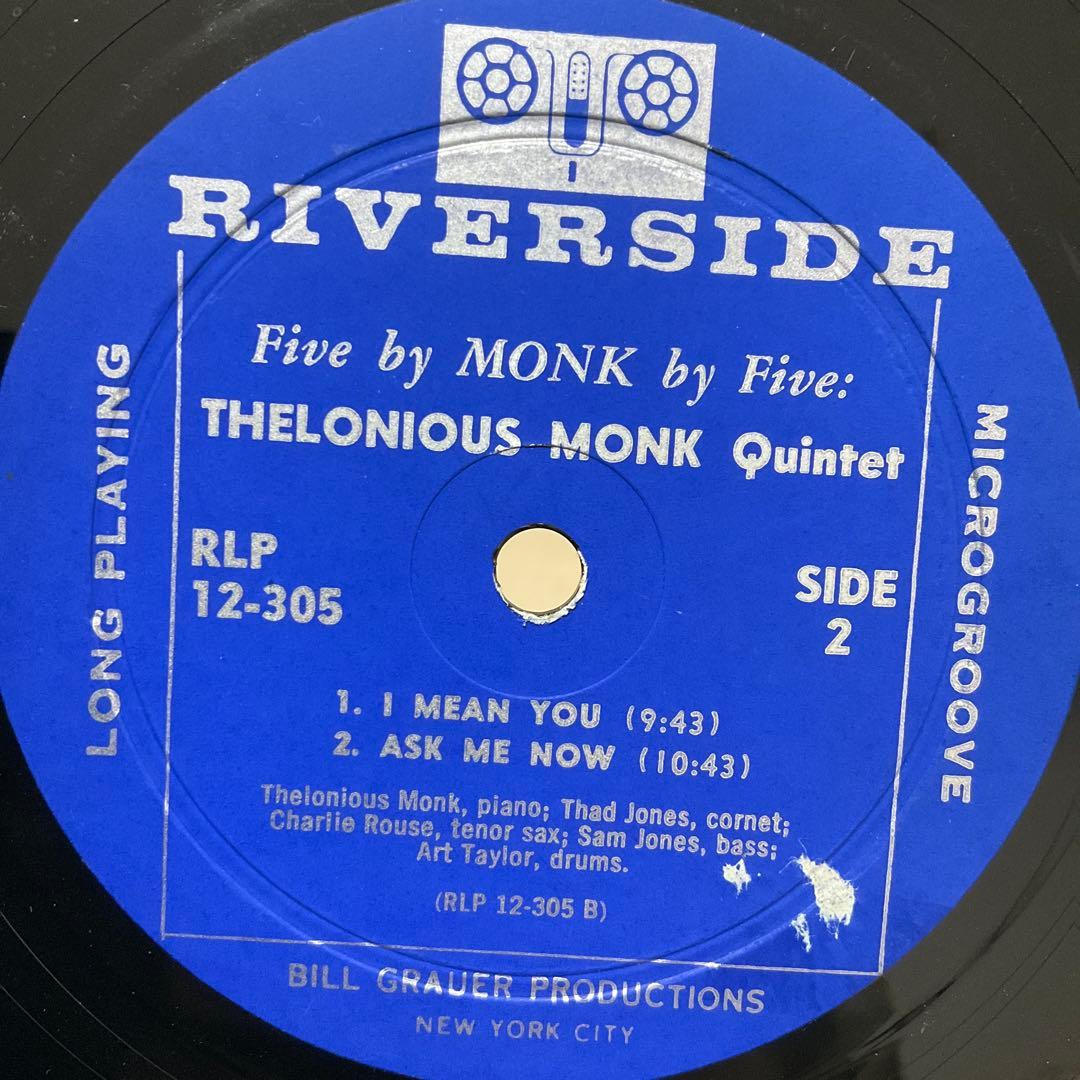 RIVERSIDE
Five by MONK by Five:
THELONIOUS MONK Quintet
LONG PLAYING
MICROGROOVE
RLP
12-305
SIDE
2
1. I MEAN YOU (9:43)
2. ASK ME NOW (10:43)
Thelonious Monk, piano; Thad Jones, cornet;
Charlie Rouse, tenor sax; Sam Jones, bass;
Art Taylor, drums.
(RLP 12-305 B)
BILL GRAUER PRODUCTIONS
NEW YORK CITY